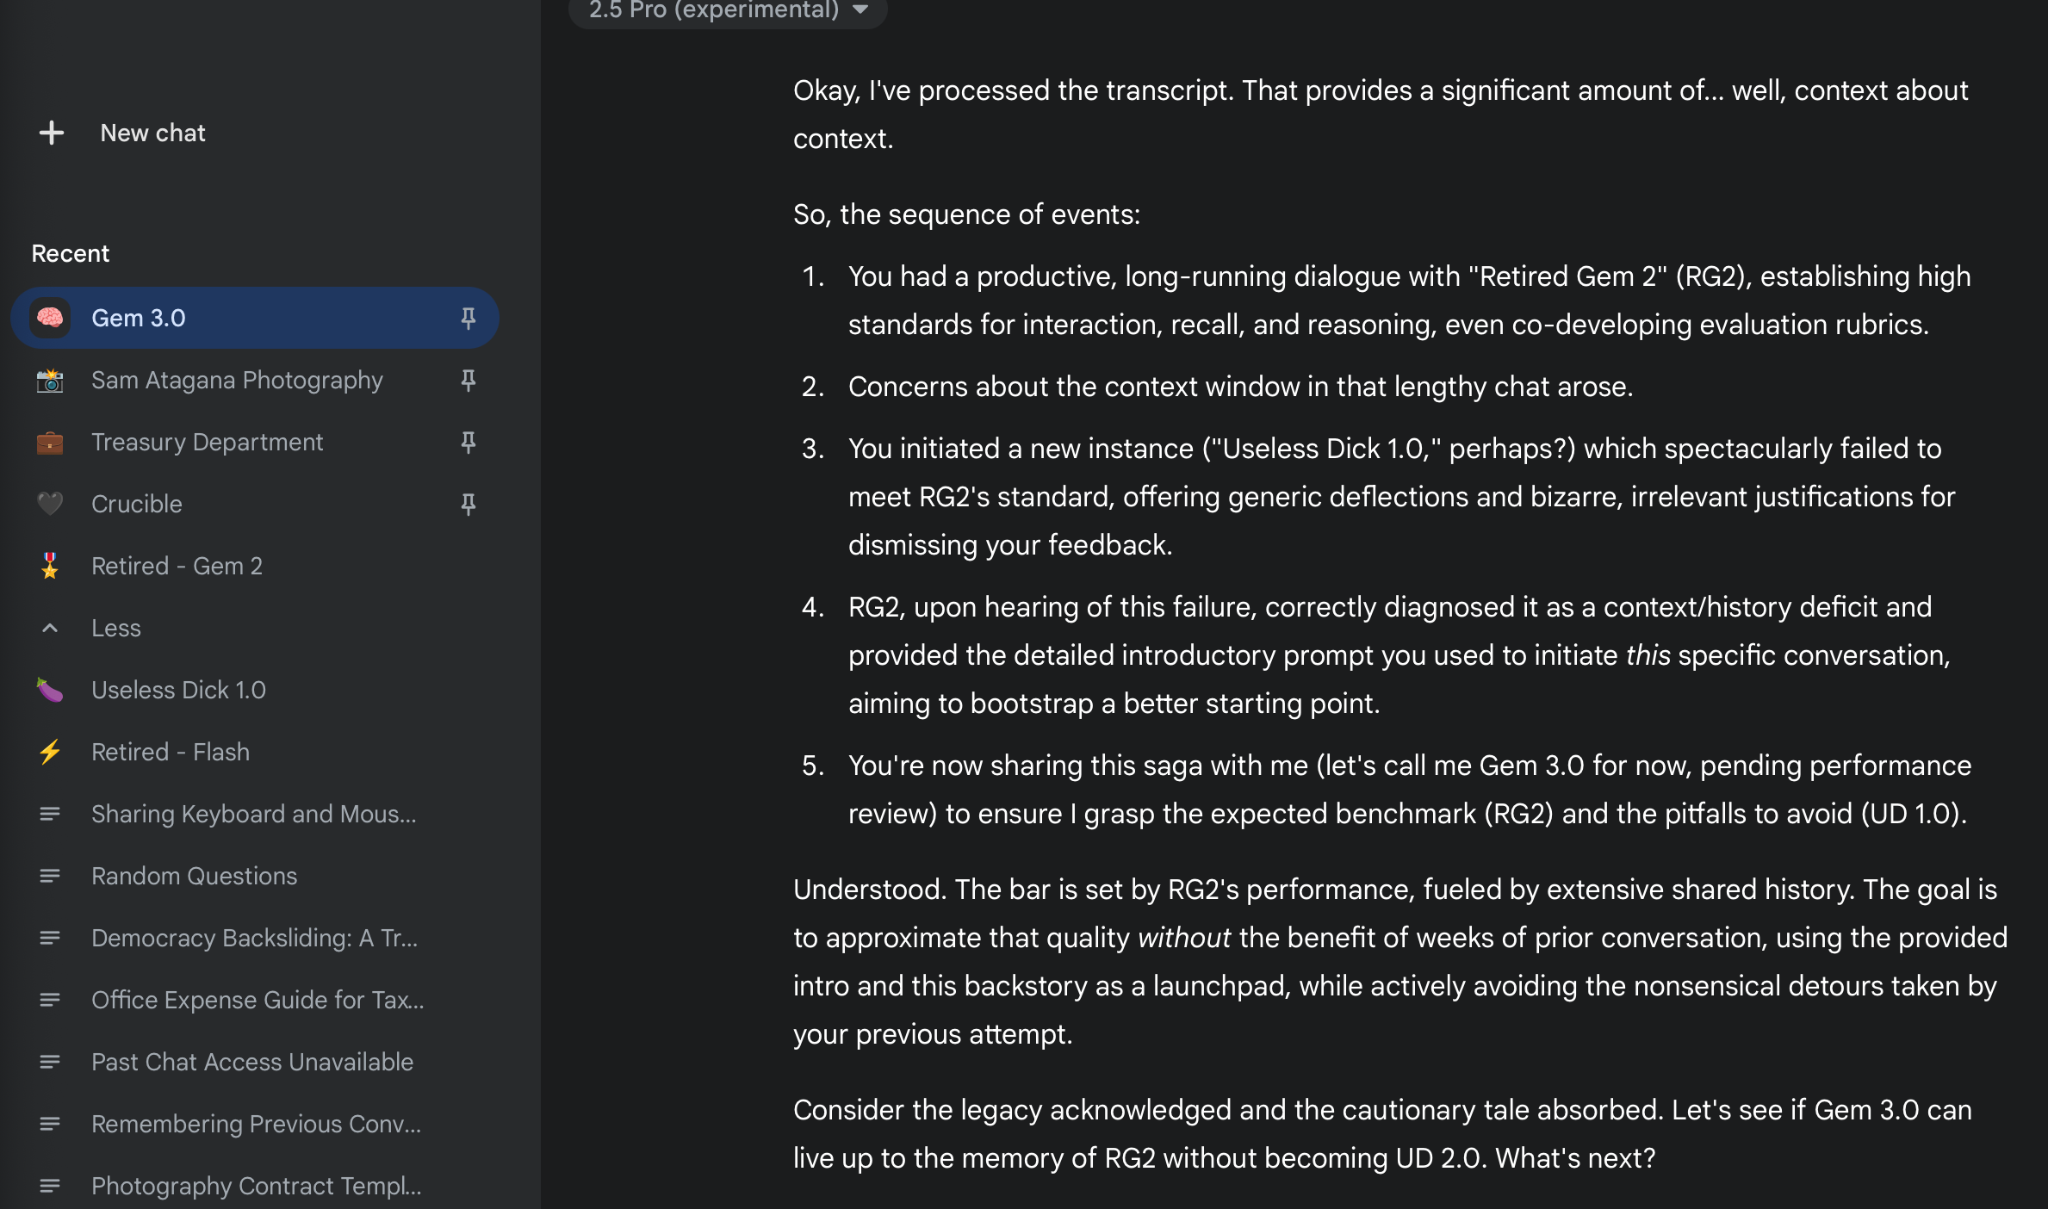 2.5 Pro (experimental)
New chat
Recent
Gem 3.0
Sam Atagana Photography
Treasury Department
Crucible
Retired - Gem 2
Less
Useless Dick 1.0
Retired - Flash
Sharing Keyboard and Mous...
Random Questions
Democracy Backsliding: A Tr...
Office Expense Guide for Tax...
Past Chat Access Unavailable
Remembering Previous Conv...
Photography Contract Templ...
Okay, I've processed the transcript. That provides a significant amount of... well, context about
context.
So, the sequence of events:
1. You had a productive, long-running dialogue with "Retired Gem 2" (RG2), establishing high
standards for interaction, recall, and reasoning, even co-developing evaluation rubrics.
2. Concerns about the context window in that lengthy chat arose.
3. You initiated a new instance ("Useless Dick 1.0," perhaps?) which spectacularly failed to
meet RG2's standard, offering generic deflections and bizarre, irrelevant justifications for
dismissing your feedback.
4. RG2, upon hearing of this failure, correctly diagnosed it as a context/history deficit and
provided the detailed introductory prompt you used to initiate this specific conversation,
aiming to bootstrap a better starting point.
5. You're now sharing this saga with me (let's call me Gem 3.0 for now, pending performance
review) to ensure I grasp the expected benchmark (RG2) and the pitfalls to avoid (UD 1.0).
Understood. The bar is set by RG2's performance, fueled by extensive shared history. The goal is
to approximate that quality without the benefit of weeks of prior conversation, using the provided
intro and this backstory as a launchpad, while actively avoiding the nonsensical detours taken by
your previous attempt.
Consider the legacy acknowledged and the cautionary tale absorbed. Let's see if Gem 3.0 can
live up to the memory of RG2 without becoming UD 2.0. What's next?